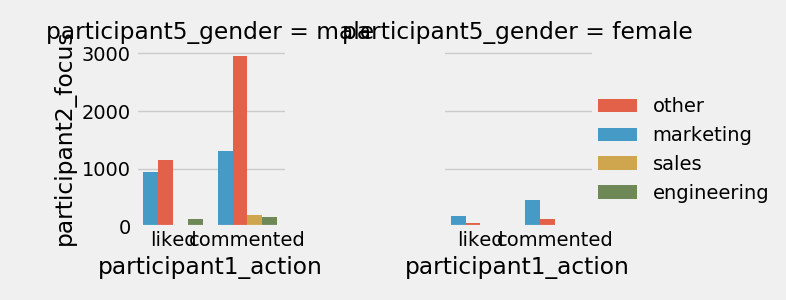 participant5_gender = male
participant5_gender = female
participant2_focus
3000
2000
1000
0
liked
commented
liked
commented
participant1_action
participant1_action
other
marketing
sales
engineering